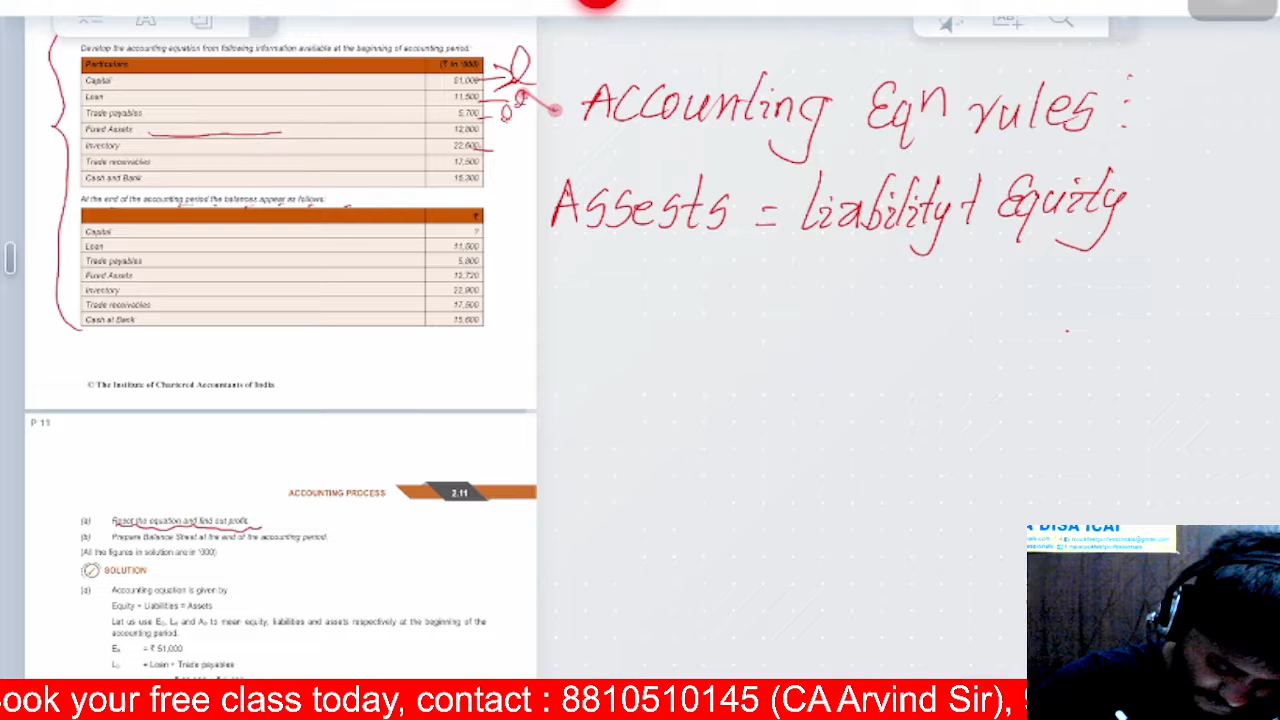 Develop the accounting equation from following information available at the beginning of accounting period:
Particulars (₹ in '000)
Capital 51,000
Loan 11,500
Trade payables 5,700
Fixed Assets 12,800
Inventory 22,600
Trade receivables 17,500
Cash and Bank 15,300
At the end of the accounting period the balances appear as follows:
₹
Capital ?
Loan 11,500
Trade payables 5,800
Fixed Assets 12,720
Inventory 22,900
Trade receivables 17,500
Cash at Bank 15,600
© The Institute of Chartered Accountants of India
P 11
ACCOUNTING PROCESS 2.11
(a) Reset the equation and find out profit.
(b) Prepare Balance Sheet at the end of the accounting period.
(All the figures in solution are in '000)
SOLUTION
(a) Accounting equation is given by
Equity + Liabilities = Assets
Let us use E₀, L₀ and A₀ to mean equity, liabilities and assets respectively at the beginning of the
accounting period.
E₀ = ₹ 51,000
L₀ = Loan + Trade payables
Accounting Eqn rules :
Assests = Liability + Equity
A DISA ICAI
ook your free class today, contact : 8810510145 (CA Arvind Sir),